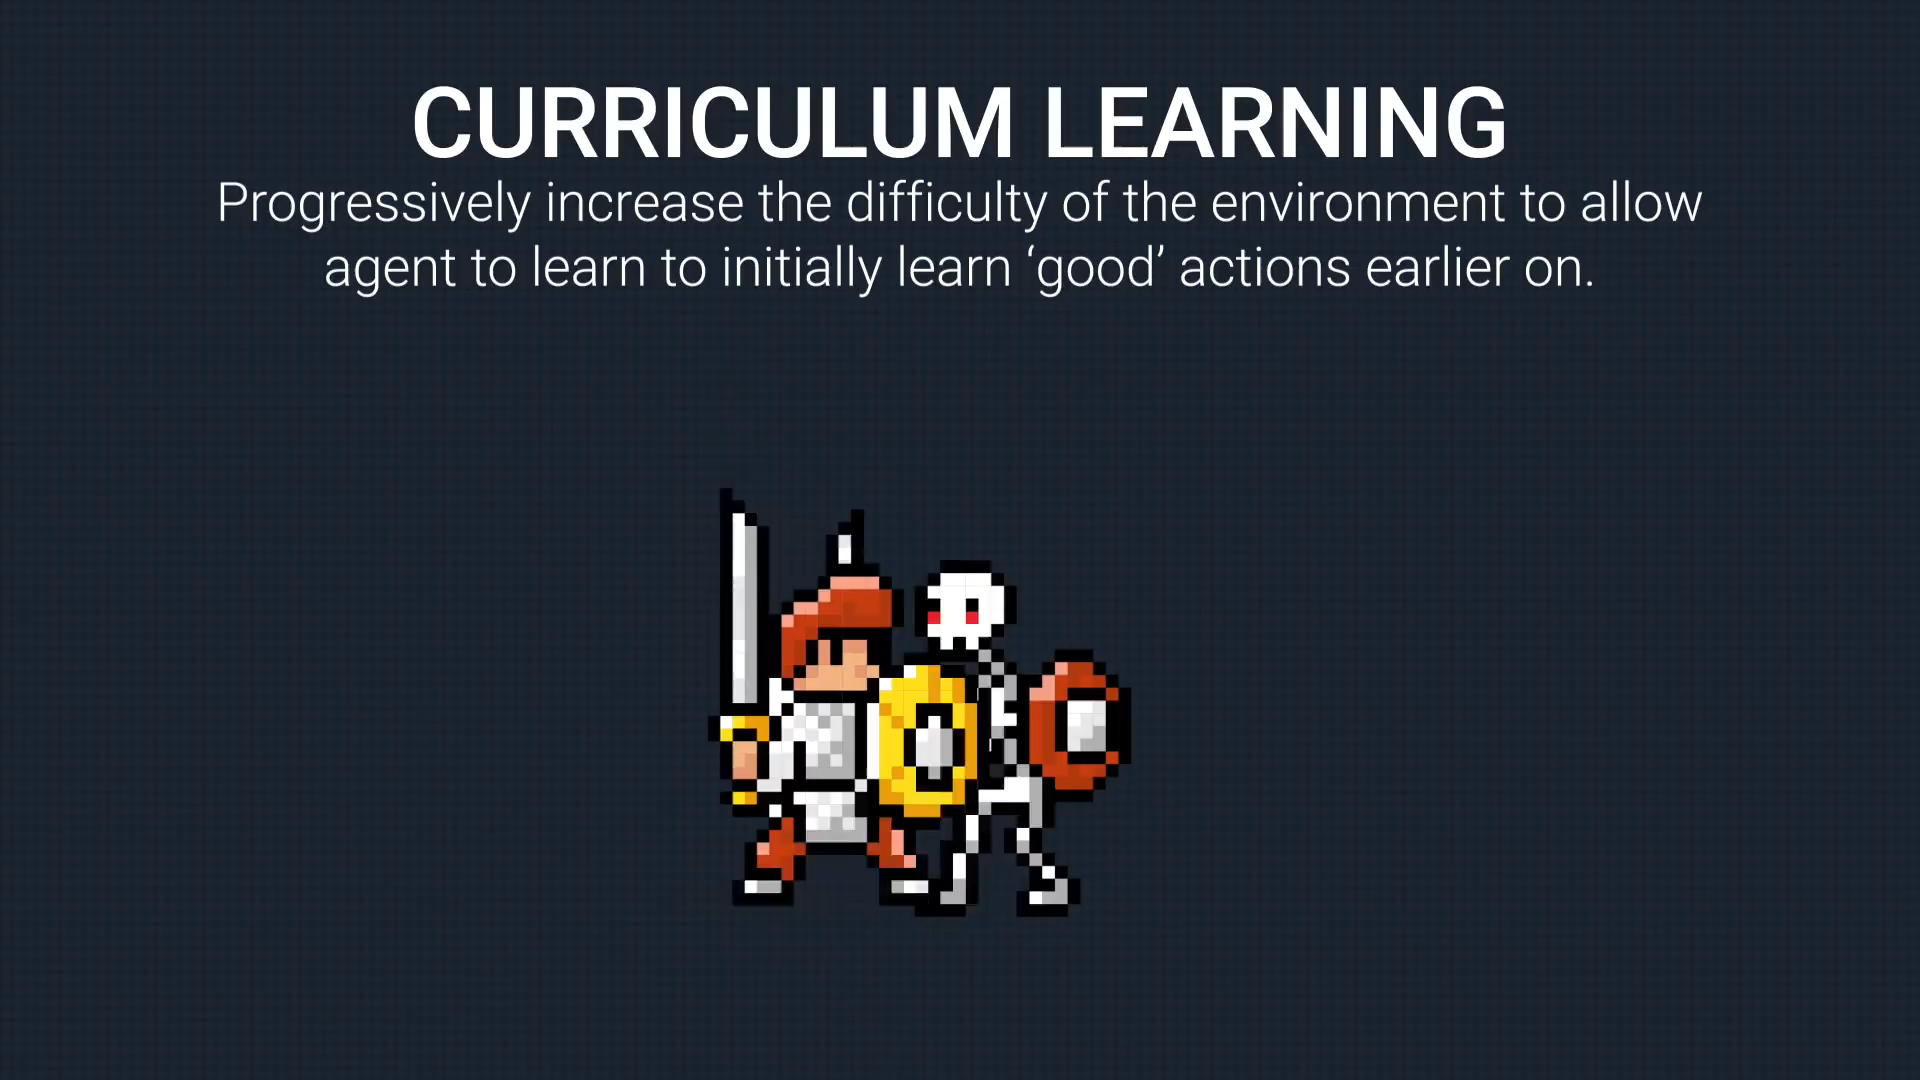 CURRICULUM LEARNING
Progressively increase the difficulty of the environment to allow
agent to learn to initially learn ‘good’ actions earlier on.